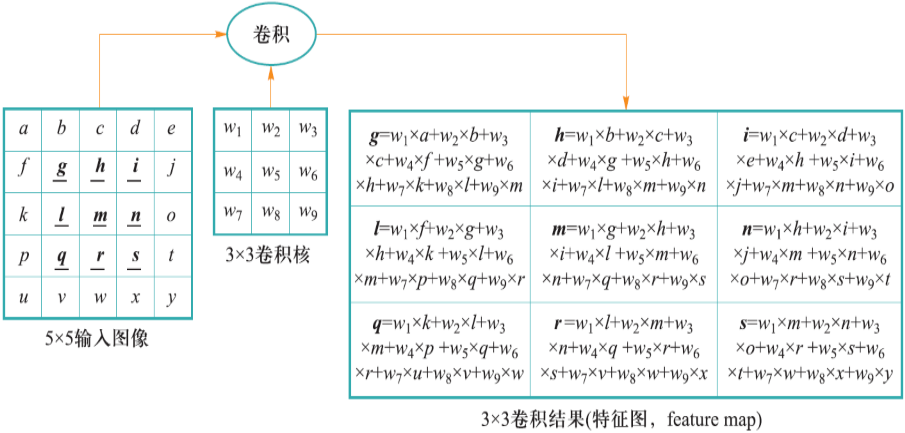 卷积
a b c d e
f g h i j
k l m n o
p q r s t
u v w x y
5×5输入图像
w₁ w₂ w₃
w₄ w₅ w₆
w₇ w₈ w₉
3×3卷积核
g=w₁×a+w₂×b+w₃
×c+w₄×f +w₅×g+w₆
×h+w₇×k+w₈×l+w₉×m
h=w₁×b+w₂×c+w₃
×d+w₄×g +w₅×h+w₆
×i+w₇×l+w₈×m+w₉×n
i=w₁×c+w₂×d+w₃
×e+w₄×h +w₅×i+w₆
×j+w₇×m+w₈×n+w₉×o
l=w₁×f+w₂×g+w₃
×h+w₄×k +w₅×l+w₆
×m+w₇×p+w₈×q+w₉×r
m=w₁×g+w₂×h+w₃
×i+w₄×l +w₅×m+w₆
×n+w₇×q+w₈×r+w₉×s
n=w₁×h+w₂×i+w₃
×j+w₄×m +w₅×n+w₆
×o+w₇×r+w₈×s+w₉×t
q=w₁×k+w₂×l+w₃
×m+w₄×p +w₅×q+w₆
×r+w₇×u+w₈×v+w₉×w
r=w₁×l+w₂×m+w₃
×n+w₄×q +w₅×r+w₆
×s+w₇×v+w₈×w+w₉×x
s=w₁×m+w₂×n+w₃
×o+w₄×r +w₅×s+w₆
×t+w₇×w+w₈×x+w₉×y
3×3卷积结果(特征图，feature map)